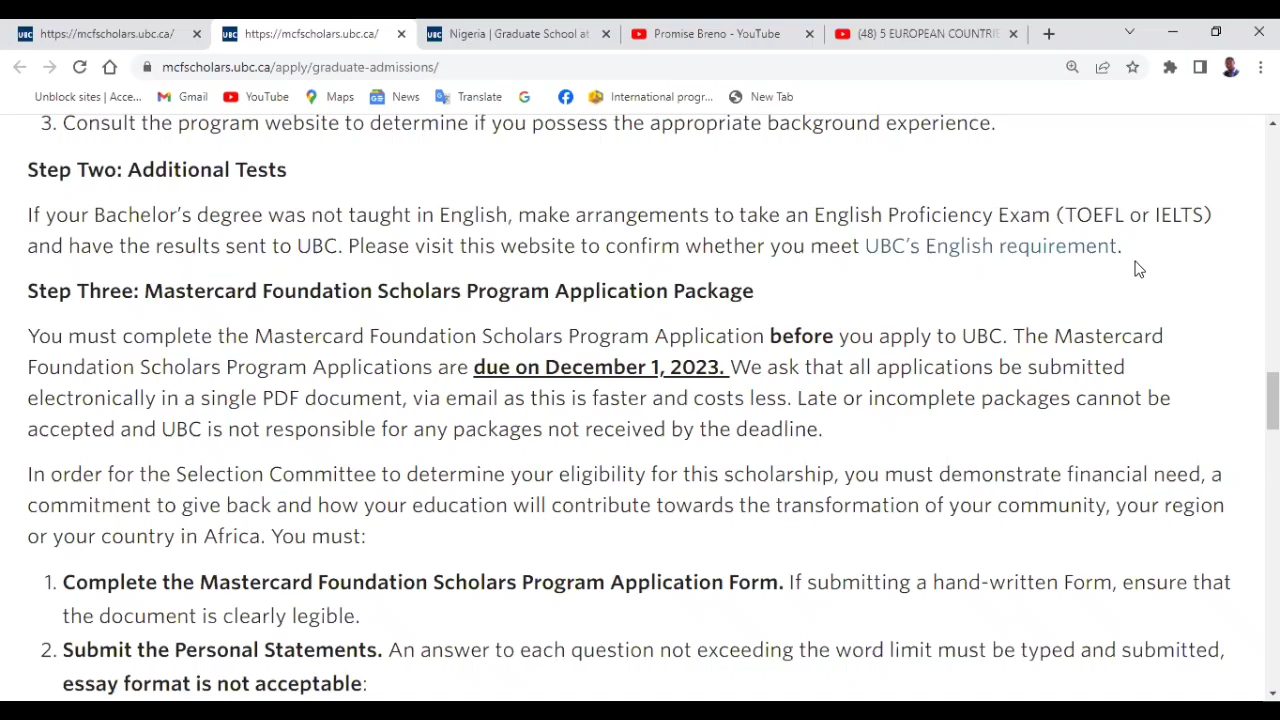 UBC https://mcfscholars.ubc.ca/
UBC https://mcfscholars.ubc.ca/
UBC Nigeria | Graduate School at
Promise Breno - YouTube
(48) 5 EUROPEAN COUNTRIE
mcfscholars.ubc.ca/apply/graduate-admissions/
Unblock sites | Acce... Gmail YouTube Maps News Translate International progr... New Tab
3. Consult the program website to determine if you possess the appropriate background experience.
Step Two: Additional Tests
If your Bachelor's degree was not taught in English, make arrangements to take an English Proficiency Exam (TOEFL or IELTS)
and have the results sent to UBC. Please visit this website to confirm whether you meet UBC's English requirement.
Step Three: Mastercard Foundation Scholars Program Application Package
You must complete the Mastercard Foundation Scholars Program Application before you apply to UBC. The Mastercard
Foundation Scholars Program Applications are due on December 1, 2023. We ask that all applications be submitted
electronically in a single PDF document, via email as this is faster and costs less. Late or incomplete packages cannot be
accepted and UBC is not responsible for any packages not received by the deadline.
In order for the Selection Committee to determine your eligibility for this scholarship, you must demonstrate financial need, a
commitment to give back and how your education will contribute towards the transformation of your community, your region
or your country in Africa. You must:
1. Complete the Mastercard Foundation Scholars Program Application Form. If submitting a hand-written Form, ensure that
the document is clearly legible.
2. Submit the Personal Statements. An answer to each question not exceeding the word limit must be typed and submitted,
essay format is not acceptable: